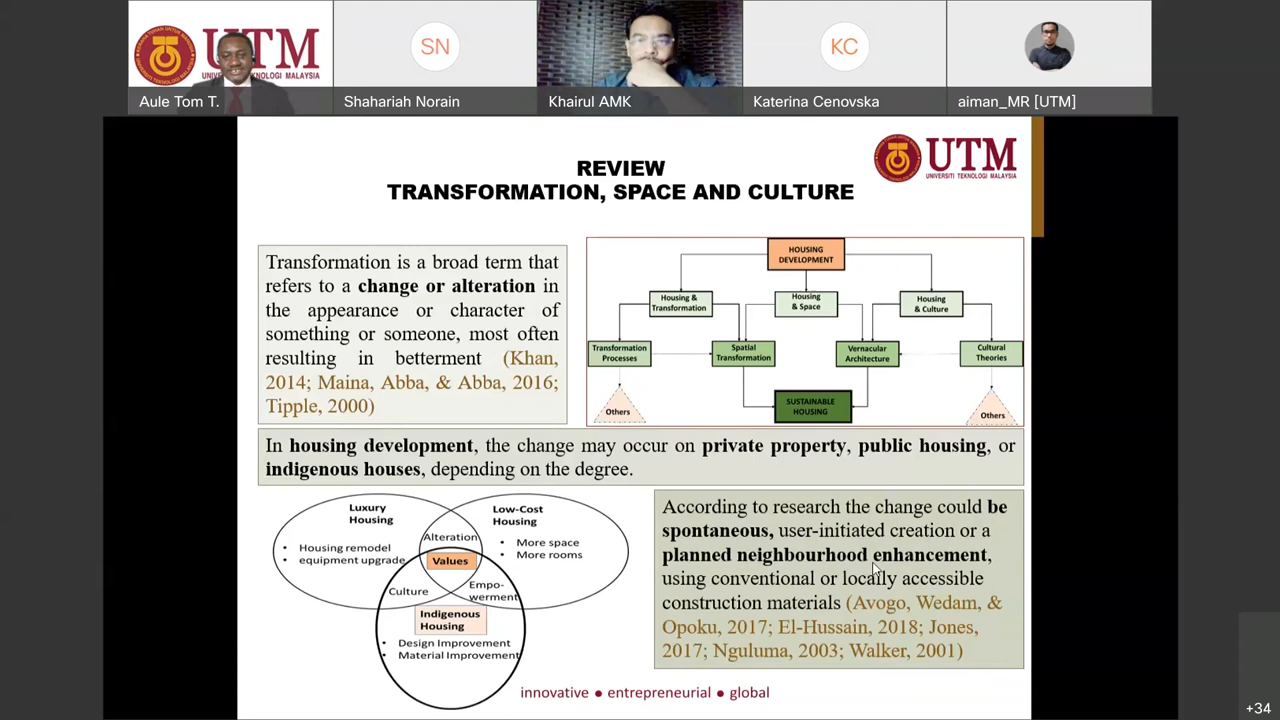 UTM
UNIVERSITI TEKNOLOGI MALAYSIA
SN
KC
Aule Tom T.
Shahariah Norain
Khairul AMK
Katerina Cenovska
aiman_MR [UTM]
REVIEW
TRANSFORMATION, SPACE AND CULTURE
UTM
UNIVERSITI TEKNOLOGI MALAYSIA
Transformation is a broad term that
refers to a change or alteration in
the appearance or character of
something or someone, most often
resulting in betterment (Khan,
2014; Maina, Abba, & Abba, 2016;
Tipple, 2000)
HOUSING
DEVELOPMENT
Housing &
Transformation
Housing
& Space
Housing
& Culture
Transformation
Processes
Spatial
Transformation
Vernacular
Architecture
Cultural
Theories
Others
SUSTAINABLE
HOUSING
Others
In housing development, the change may occur on private property, public housing, or
indigenous houses, depending on the degree.
Luxury
Housing
• Housing remodel
• equipment upgrade
Low-Cost
Housing
• More space
• More rooms
Alteration
Values
Culture
Empo-
werment
Indigenous
Housing
• Design Improvement
• Material Improvement
According to research the change could be
spontaneous, user-initiated creation or a
planned neighbourhood enhancement,
using conventional or locally accessible
construction materials (Avogo, Wedam, &
Opoku, 2017; El-Hussain, 2018; Jones,
2017; Nguluma, 2003; Walker, 2001)
innovative ● entrepreneurial ● global
+34